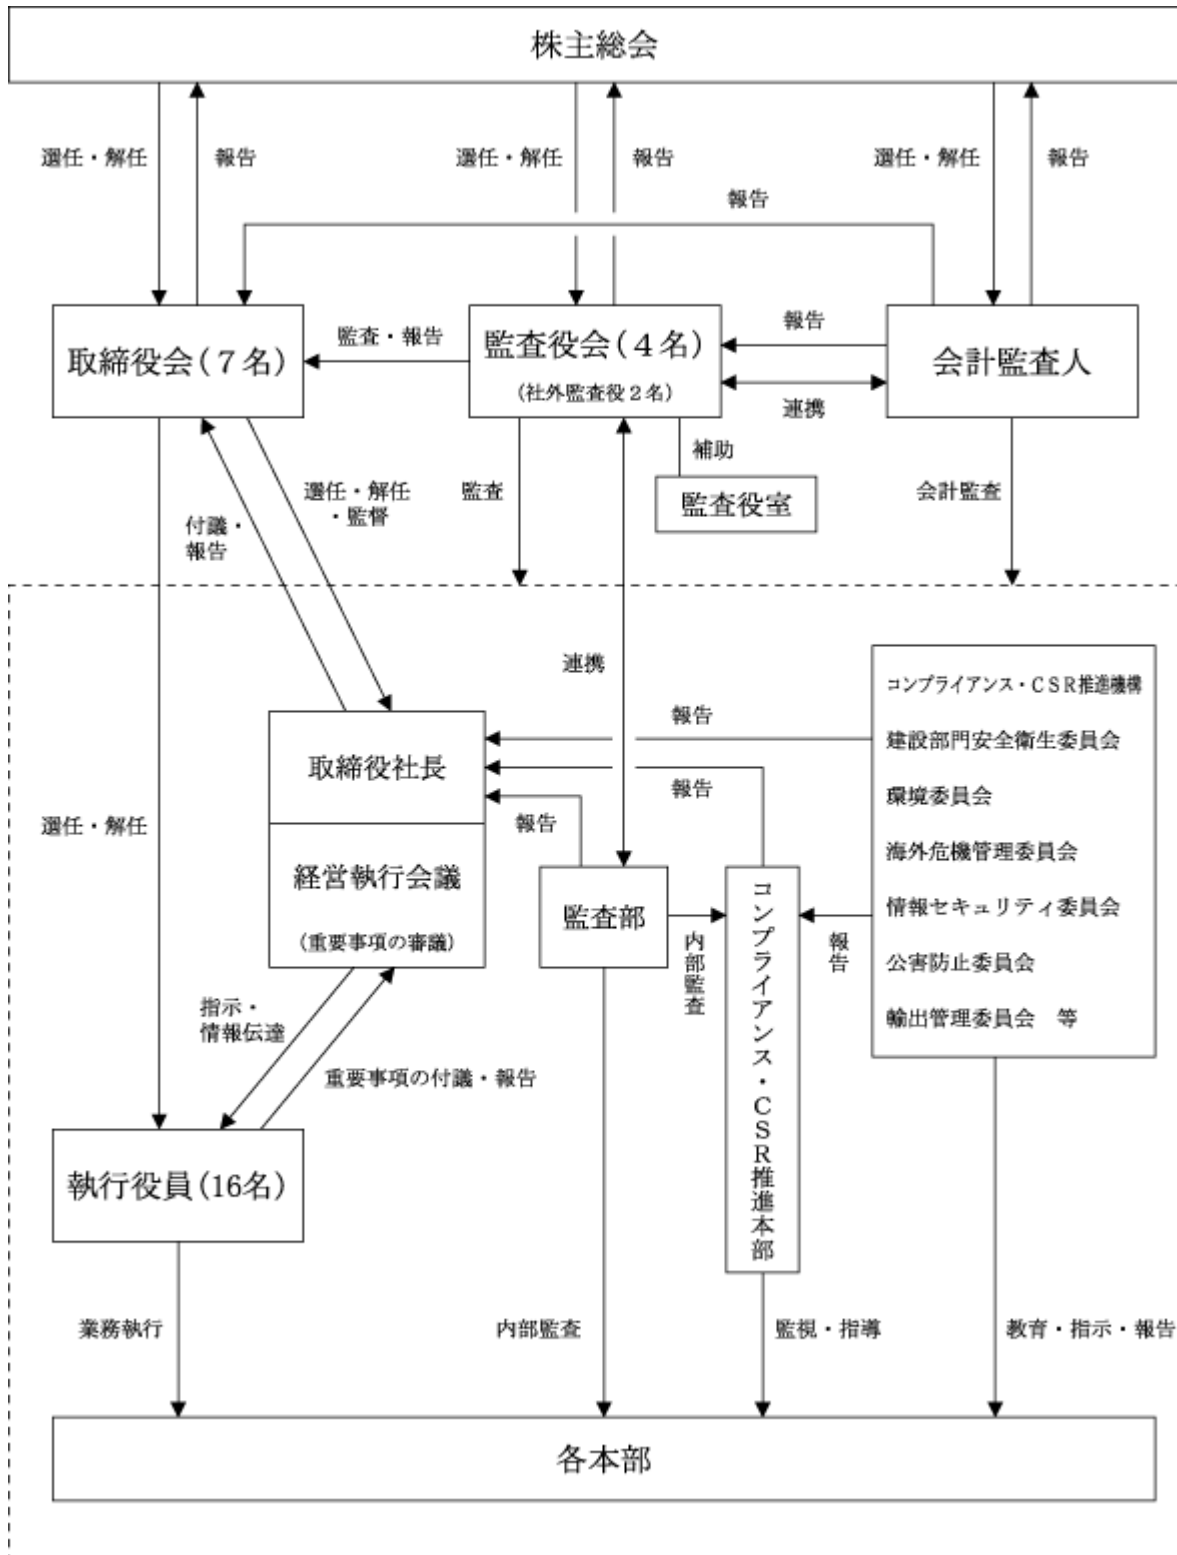 株主総会
選任・解任
報告
選任・解任
報告
選任・解任
報告
報告
取締役会(７名)
監査・報告
監査役会(４名)
(社外監査役２名)
報告
連携
会計監査人
選任・解任
・監督
付議・
報告
監査
補助
監査役室
会計監査
連携
コンプライアンス・ＣＳＲ推進機構
建設部門安全衛生委員会
環境委員会
海外危機管理委員会
情報セキュリティ委員会
公害防止委員会
輸出管理委員会　等
報告
報告
報告
取締役社長
経営執行会議
(重要事項の審議)
選任・解任
監査部
内部監査
コンプライアンス・ＣＳＲ推進本部
報告
指示・
情報伝達
重要事項の付議・報告
執行役員(16名)
業務執行
内部監査
監視・指導
教育・指示・報告
各本部